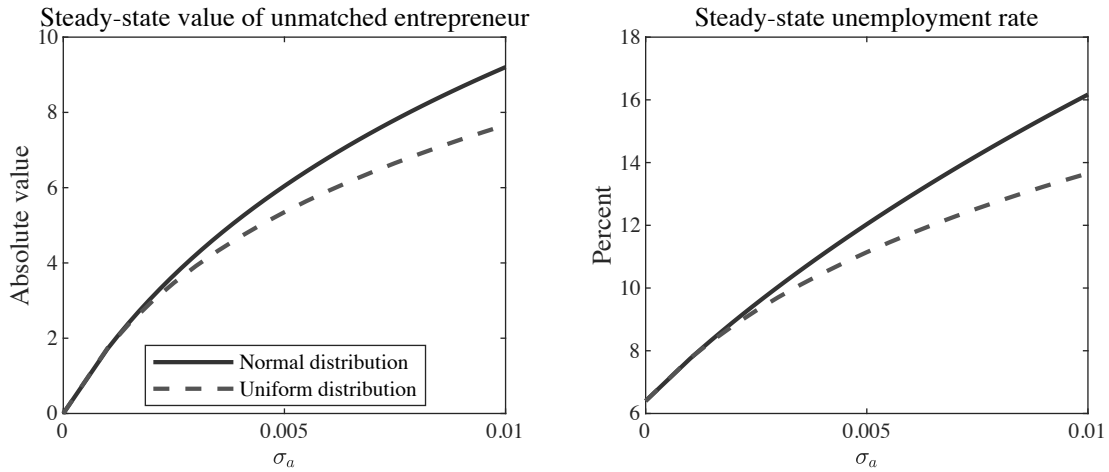 Steady-state value of unmatched entrepreneur
10
8
6
4
2
0
Absolute value
Normal distribution
Uniform distribution
0
0.005
0.01
σₐ
Steady-state unemployment rate
18
16
14
12
10
8
6
Percent
0
0.005
0.01
σₐ